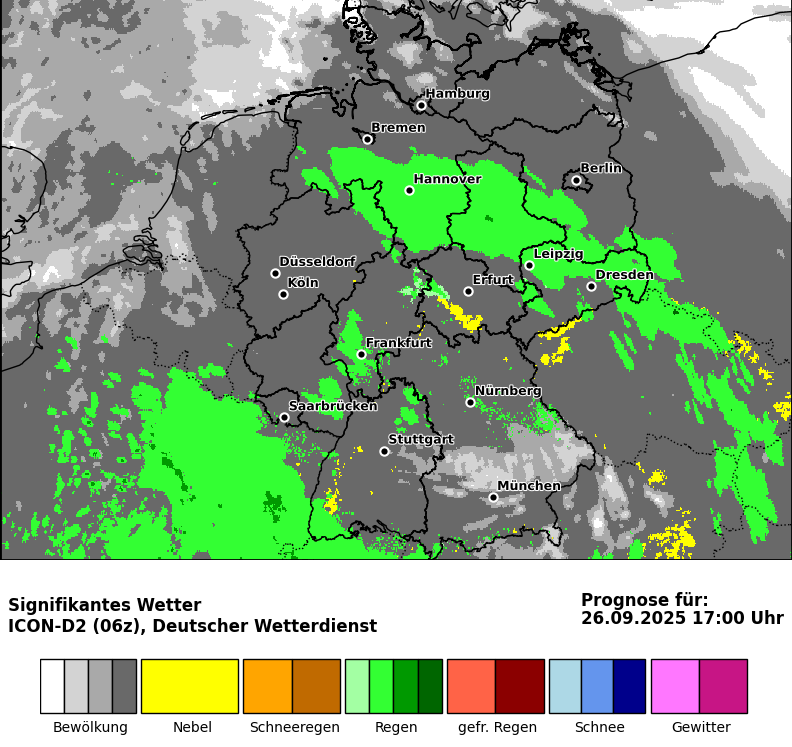 Hamburg
Bremen
Berlin
Hannover
Düsseldorf
Leipzig
Köln
Erfurt
Dresden
Frankfurt
Nürnberg
Saarbrücken
Stuttgart
München
Signifikantes Wetter
ICON-D2 (06z), Deutscher Wetterdienst
Prognose für:
26.09.2025 17:00 Uhr
Bewölkung
Nebel
Schneeregen
Regen
gefr. Regen
Schnee
Gewitter